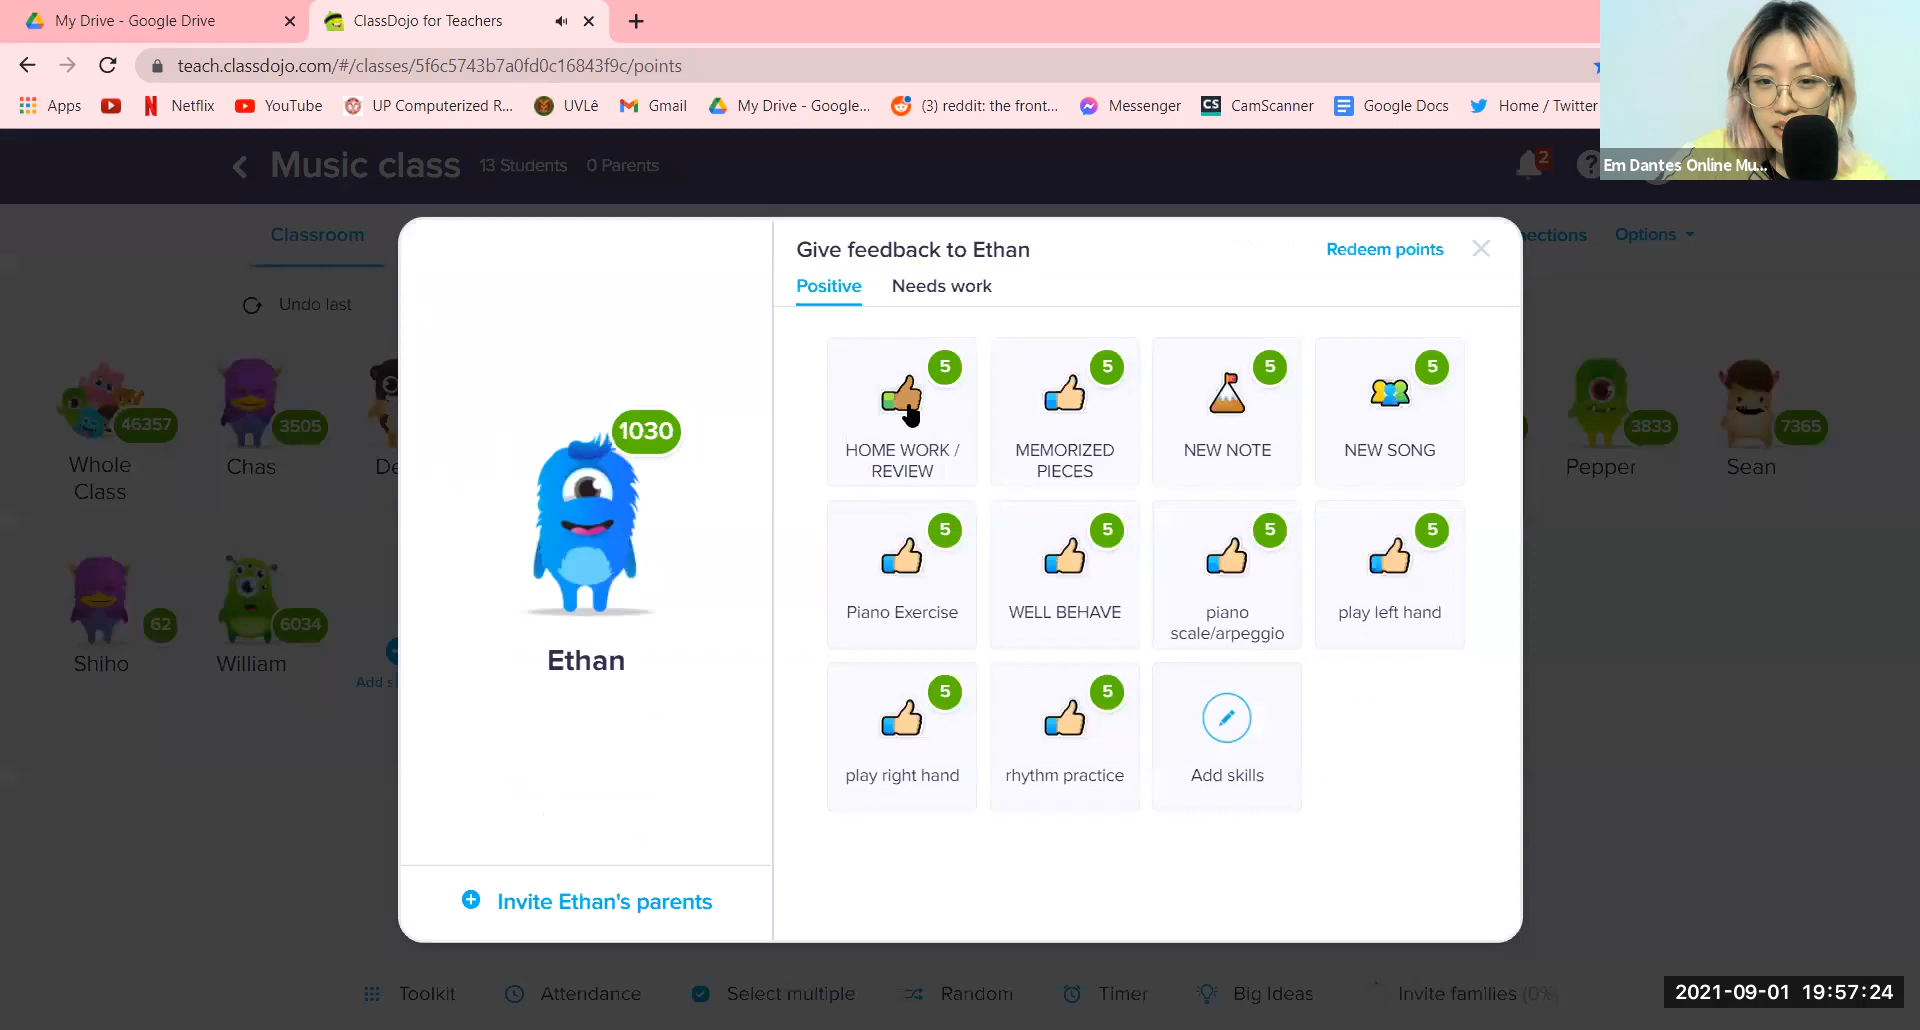 My Drive - Google Drive
ClassDojo for Teachers
teach.classdojo.com/#/classes/5f6c5743b7a0fd0c16843f9c/points
Apps
Netflix
YouTube
UP Computerized R...
UVLê
Gmail
My Drive - Google...
(3) reddit: the front...
Messenger
CS
CamScanner
Google Docs
Home / Twitter
Music class
13 Students
0 Parents
2
?
Em Dantes Online Mu...
Classroom
Options
Undo last
Give feedback to Ethan
Redeem points
Positive
Needs work
46357
Whole
Class
3505
Chas
3833
Pepper
7365
Sean
62
Shiho
6034
William
1030
Ethan
5
HOME WORK /
REVIEW
5
MEMORIZED
PIECES
5
NEW NOTE
5
NEW SONG
5
Piano Exercise
5
WELL BEHAVE
5
piano
scale/arpeggio
5
play left hand
5
play right hand
5
rhythm practice
Add skills
Invite Ethan's parents
Toolkit
Attendance
Select multiple
Random
Timer
Big Ideas
Invite families (0%)
2021-09-01 19:57:24